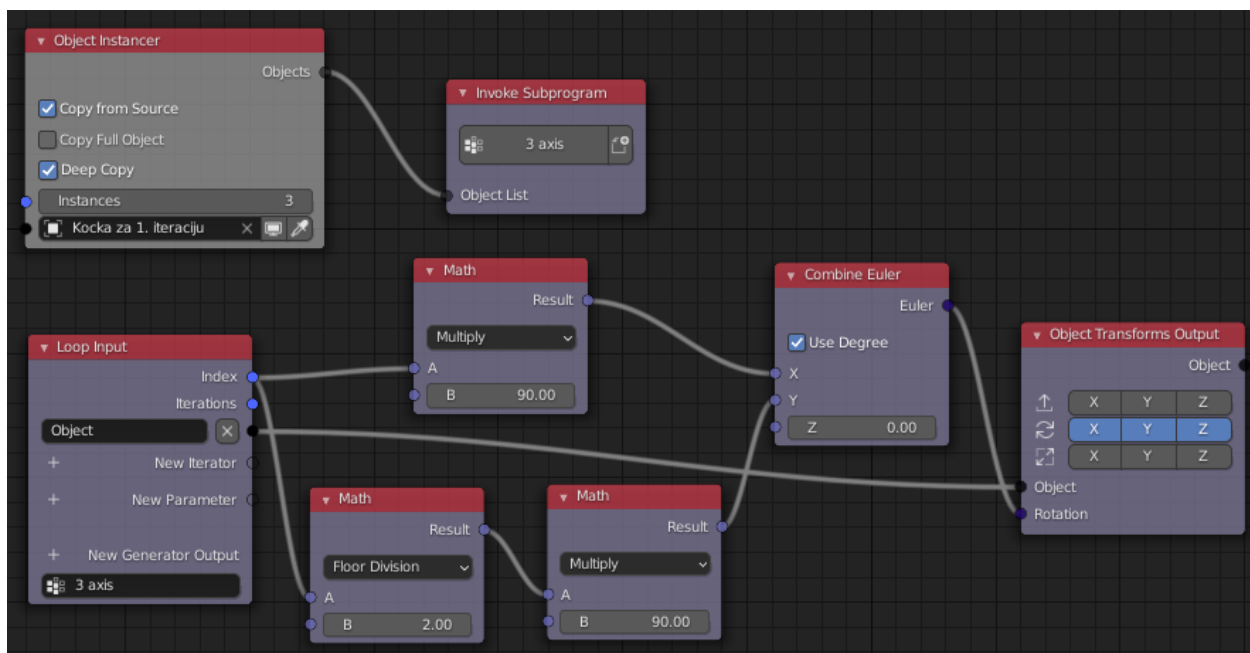 Object Instancer
Objects
Copy from Source
Copy Full Object
Deep Copy
Instances 3
Kocka za 1. iteraciju
Invoke Subprogram
3 axis
Object List
Loop Input
Index
Iterations
Object
New Iterator
New Parameter
New Generator Output
3 axis
Math
Result
Multiply
A
B 90.00
Math
Result
Floor Division
A
B 2.00
Math
Result
Multiply
A
B 90.00
Combine Euler
Euler
Use Degree
X
Y
Z 0.00
Object Transforms Output
Object
X Y Z
X Y Z
X Y Z
Object
Rotation